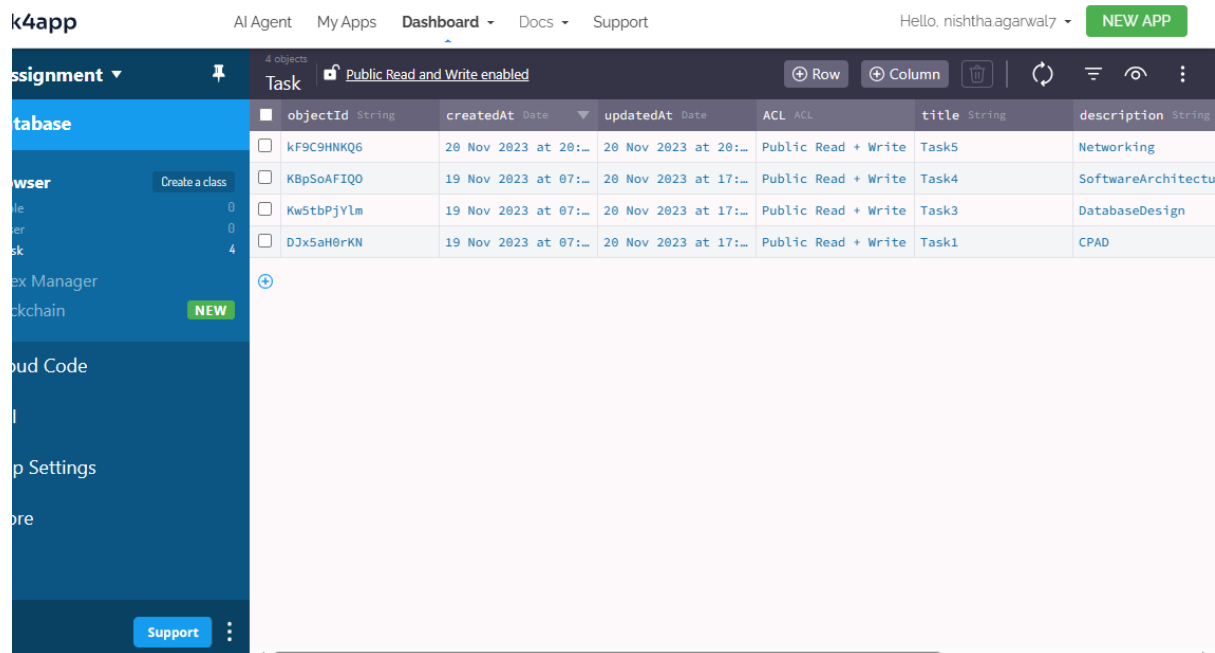 k4app AI Agent My Apps Dashboard Docs Support Hello, nishtha.agarwal7 NEW APP
ssignment
4 objects
Task Public Read and Write enabled Row Column
tabase
objectId String createdAt Date updatedAt Date ACL ACL title String description String
kF9C9HNKQ6 20 Nov 2023 at 20:… 20 Nov 2023 at 20:… Public Read + Write Task5 Networking
wser Create a class
KBpSoAFIQO 19 Nov 2023 at 07:… 20 Nov 2023 at 17:… Public Read + Write Task4 SoftwareArchitectu
le 0
Kw5tbPjYlm 19 Nov 2023 at 07:… 20 Nov 2023 at 17:… Public Read + Write Task3 DatabaseDesign
er 0
sk 4
DJx5aH0rKN 19 Nov 2023 at 07:… 20 Nov 2023 at 17:… Public Read + Write Task1 CPAD
ex Manager
ckchain NEW
oud Code
I
p Settings
ore
Support